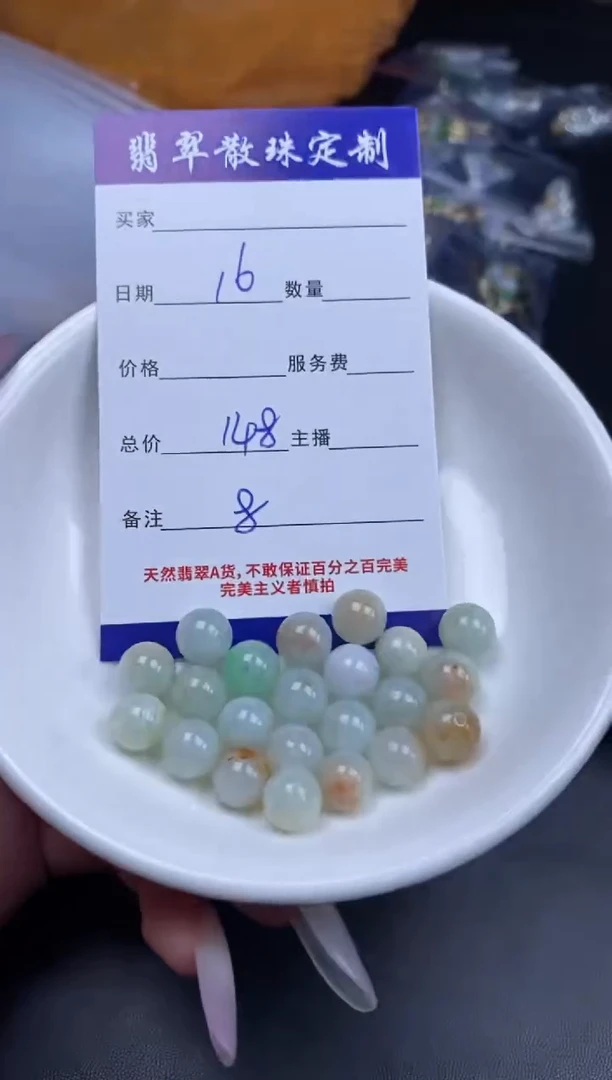 翡翠散珠定制
买家
日期 16 数量
价格 服务费
总价 148 主播
备注 8
天然翡翠A货,不敢保证百分之百完美
完美主义者慎拍